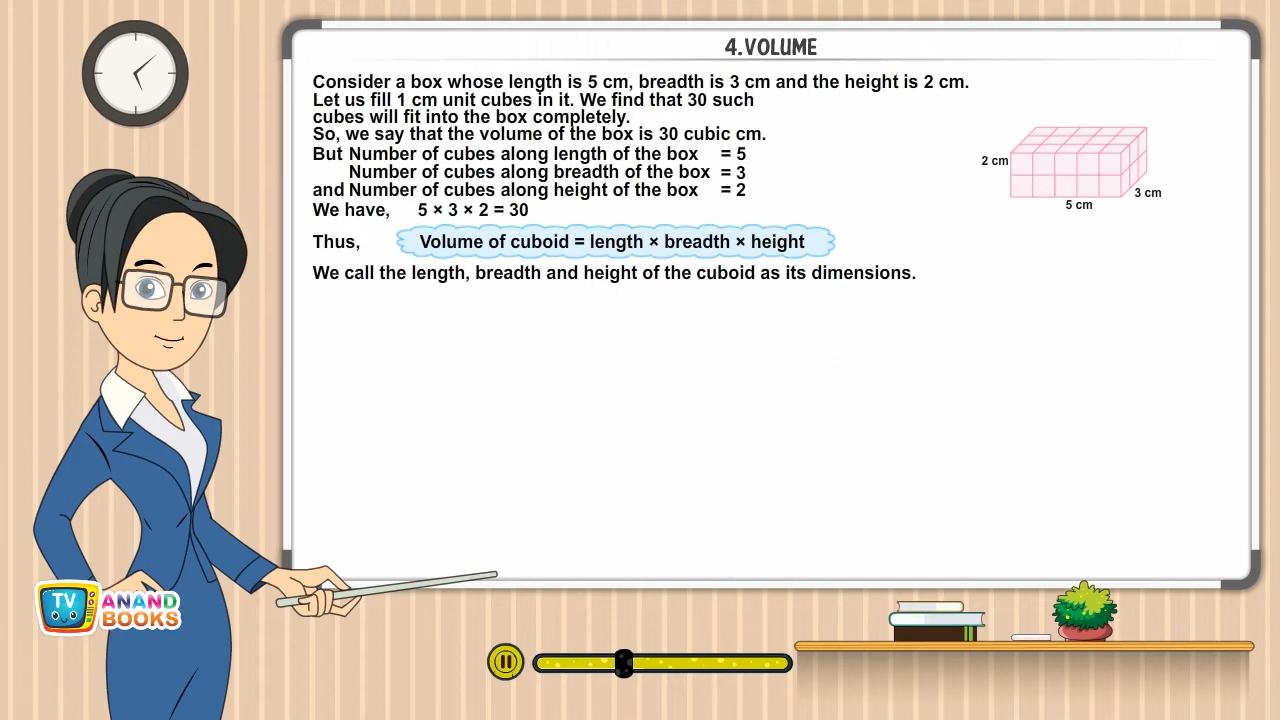 4.VOLUME
Consider a box whose length is 5 cm, breadth is 3 cm and the height is 2 cm.
Let us fill 1 cm unit cubes in it. We find that 30 such
cubes will fit into the box completely.
So, we say that the volume of the box is 30 cubic cm.
But Number of cubes along length of the box = 5
Number of cubes along breadth of the box = 3
and Number of cubes along height of the box = 2
We have, 5 × 3 × 2 = 30
Thus, Volume of cuboid = length × breadth × height
We call the length, breadth and height of the cuboid as its dimensions.
2 cm
3 cm
5 cm
TV
ANAND
BOOKS